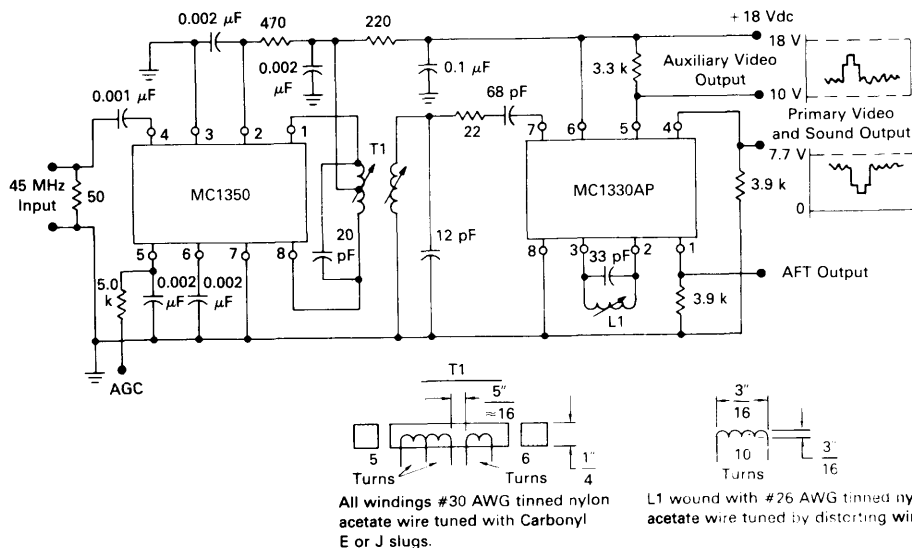 + 18 Vdc
0.002 μF
470
220
18 V
0.002
μF
0.1 μF
3.3 k
Auxiliary Video
Output
10 V
0.001
μF
68 pF
22
Primary Video
and Sound Output
7.7 V
0
4
3
2
1
T1
7
6
5
4
45 MHz
Input
50
MC1350
MC1330AP
3.9 k
20
pF
12 pF
5
6
7
8
8
3
2
1
33 pF
L1
AFT Output
3.9 k
5.0
k
0.002
μF
0.002
μF
AGC
T1
5"
≈16
5
6
Turns
Turns
1"
4
3"
16
10
Turns
3"
16
All windings #30 AWG tinned nylon
acetate wire tuned with Carbonyl
E or J slugs.
L1 wound with #26 AWG tinned
acetate wire tuned by distorting